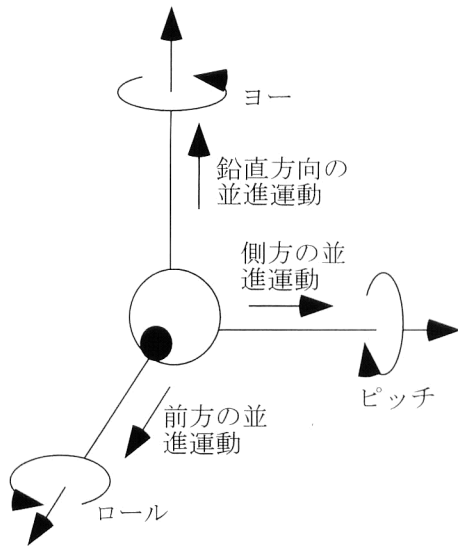 ヨー
鉛直方向の
並進運動
側方の並
進運動
ピッチ
前方の並
進運動
ロール